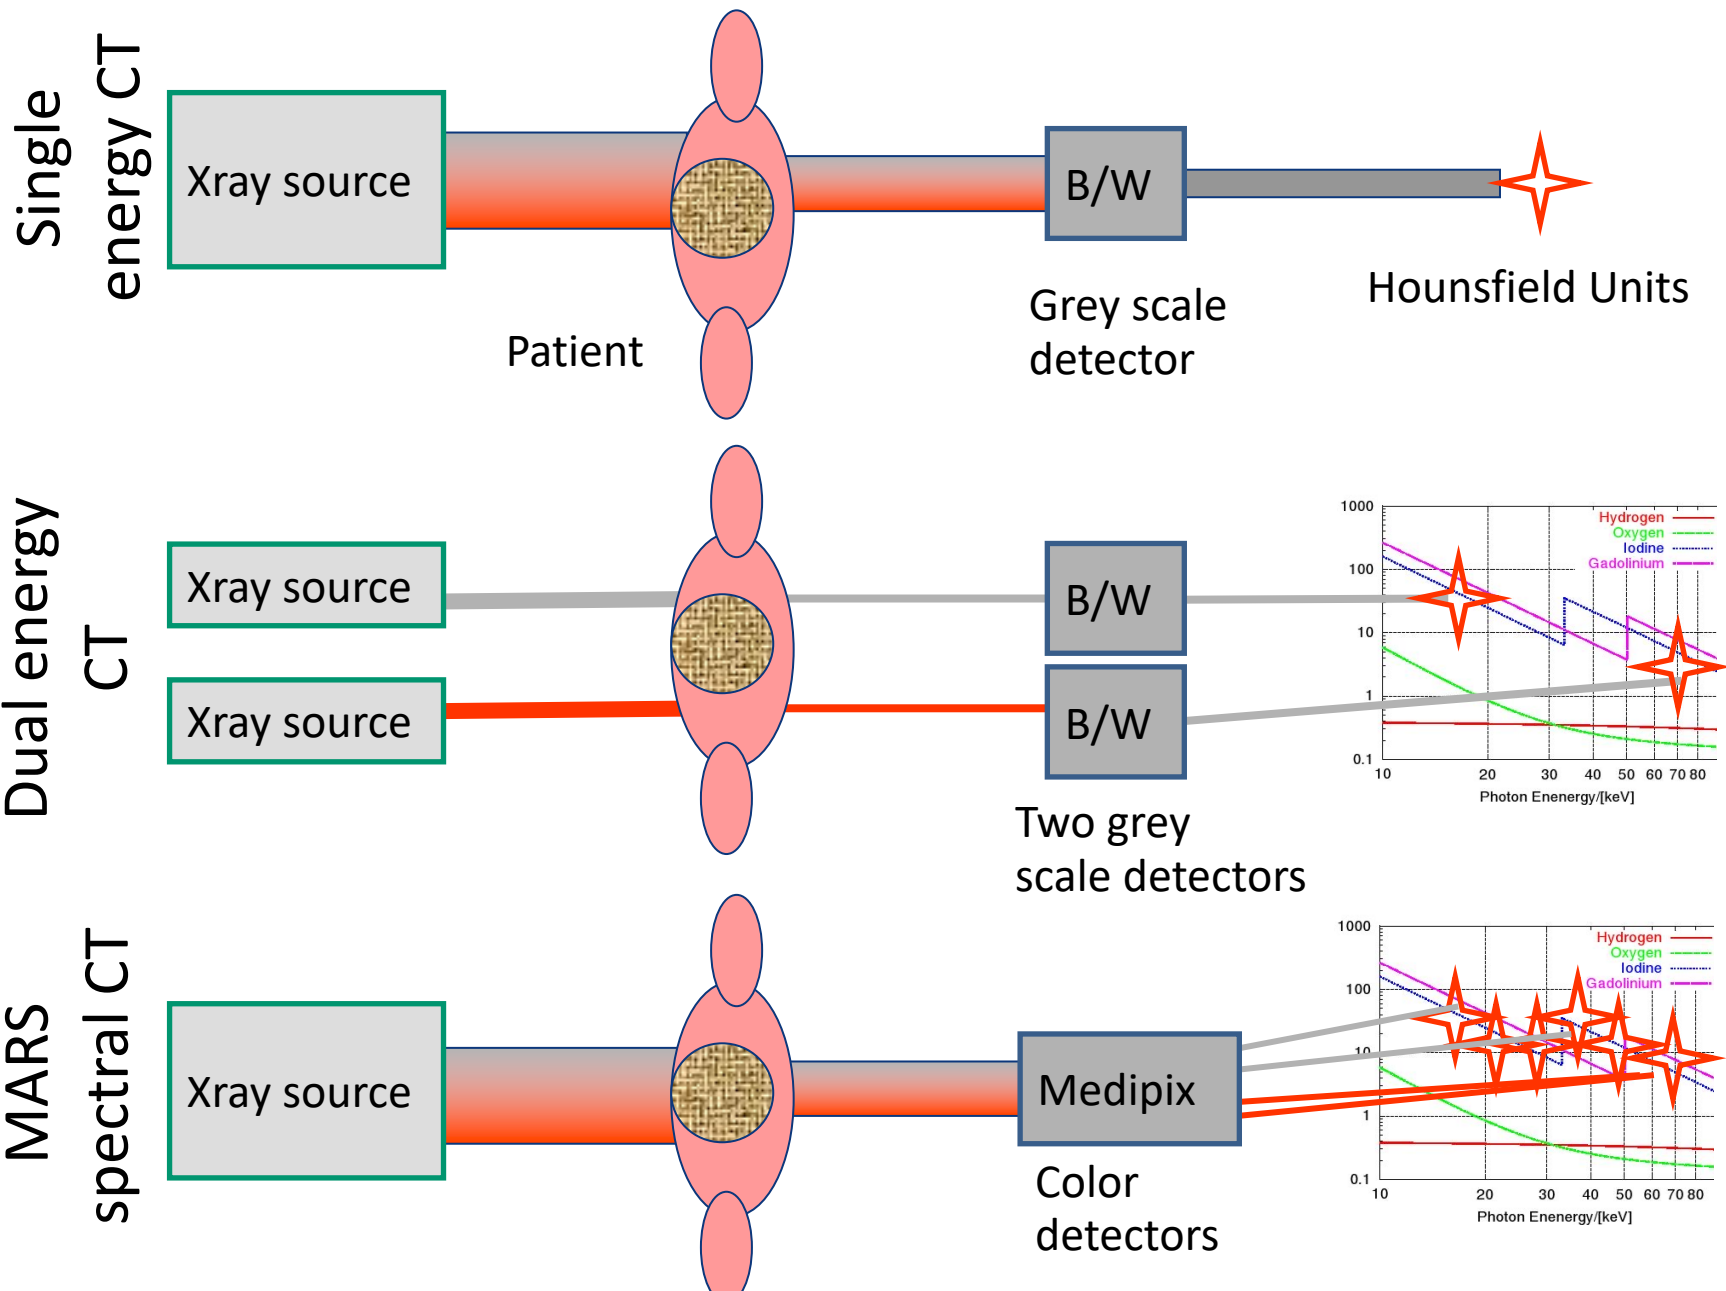 Single
energy CT
Xray source
Patient
B/W
Grey scale
detector
Hounsfield Units
Dual energy
CT
Xray source
Xray source
B/W
B/W
Two grey
scale detectors
1000
100
10
1
0.1
Hydrogen
Oxygen
Iodine
Gadolinium
10 20 30 40 50 60 70 80
Photon Enenergy/[keV]
MARS
spectral CT
Xray source
Medipix
Color
detectors
1000
100
10
1
0.1
Hydrogen
Oxygen
Iodine
Gadolinium
10 20 30 40 50 60 70 80
Photon Enenergy/[keV]